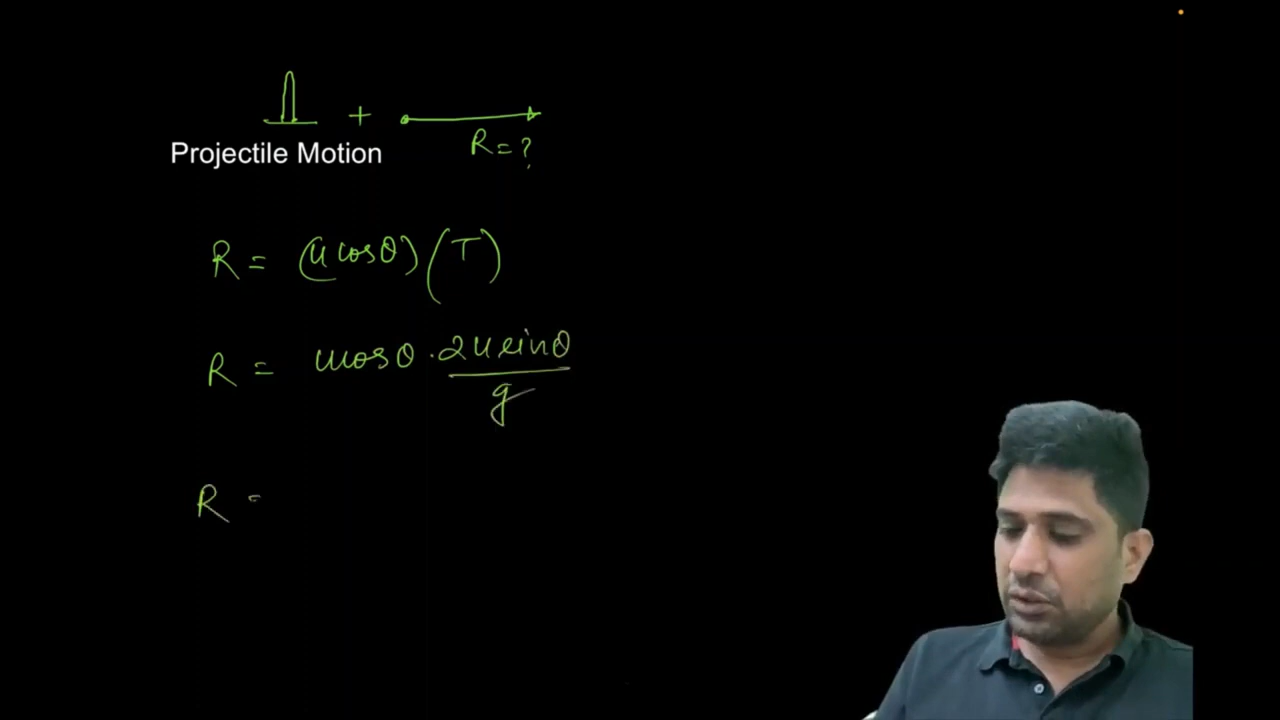 +
R = ?
Projectile Motion
R = (u cosθ) (T)
R = u cosθ . 2u sinθ / g
R =